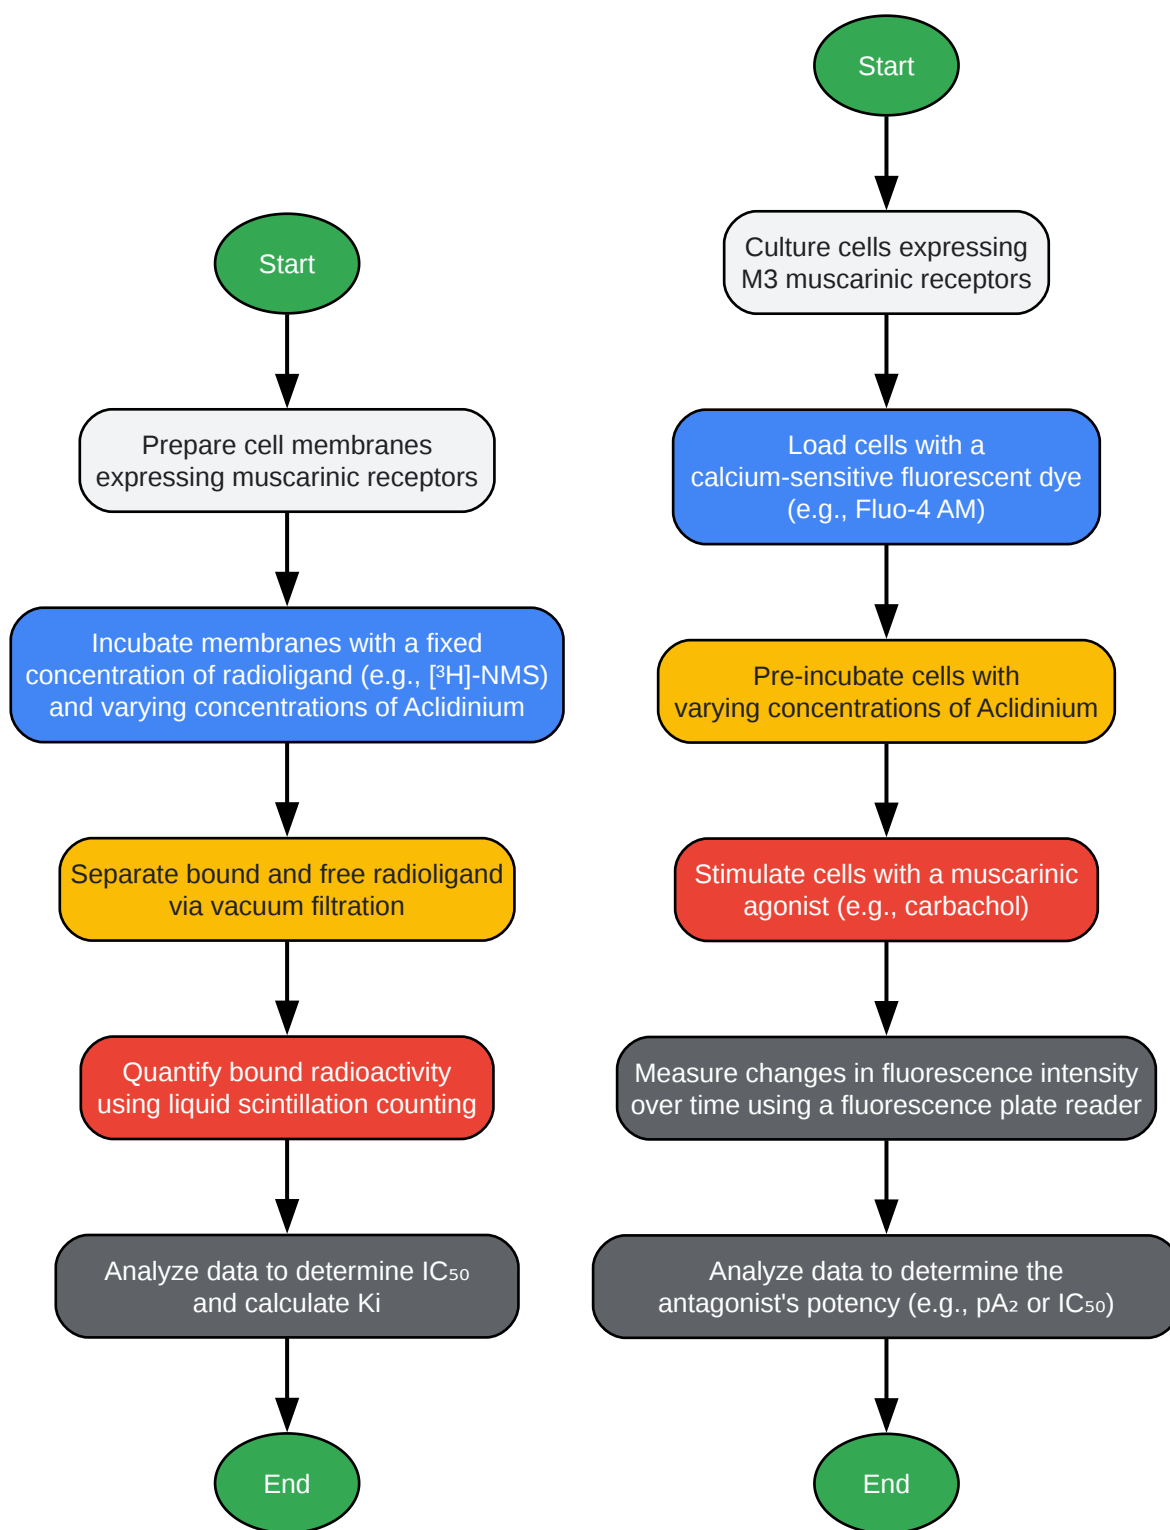 Start
Prepare cell membranes
expressing muscarinic receptors
Incubate membranes with a fixed
concentration of radioligand (e.g., [³H]-NMS)
and varying concentrations of Aclidinium
Separate bound and free radioligand
via vacuum filtration
Quantify bound radioactivity
using liquid scintillation counting
Analyze data to determine IC₅₀
and calculate Ki
End
Start
Culture cells expressing
M3 muscarinic receptors
Load cells with a
calcium-sensitive fluorescent dye
(e.g., Fluo-4 AM)
Pre-incubate cells with
varying concentrations of Aclidinium
Stimulate cells with a muscarinic
agonist (e.g., carbachol)
Measure changes in fluorescence intensity
over time using a fluorescence plate reader
Analyze data to determine the
antagonist's potency (e.g., pA₂ or IC₅₀)
End